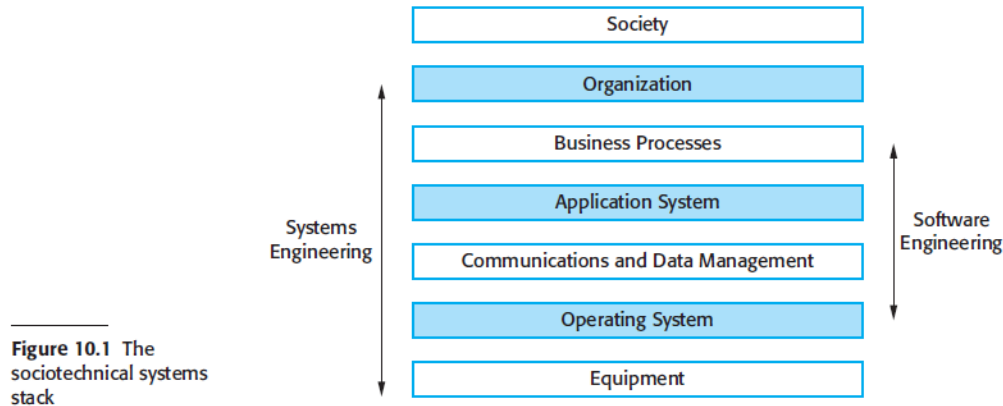 Society
Organization
Business Processes
Application System
Communications and Data Management
Operating System
Equipment
Systems
Engineering
Software
Engineering
Figure 10.1 The
sociotechnical systems
stack